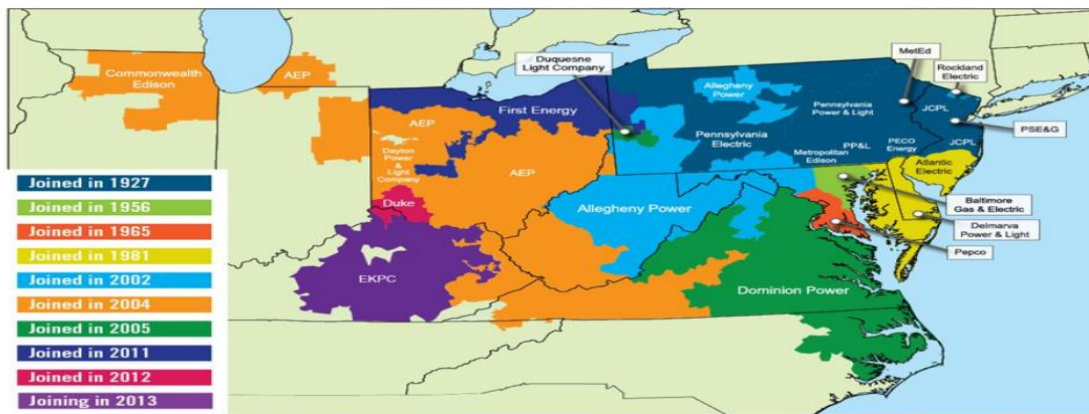 Commonwealth
Edison
AEP
Duquesne
Light Company
MetEd
Rockland
Electric
Allegheny
Power
First Energy
JCPL
Pennsylvania
Power & Light
AEP
Pennsylvania
Electric
PSE&G
Dayton
Power
&
Light
Company
Metropolitan
Edison
PP&L
PECO
Energy
JCPL
AEP
Atlantic
Electric
Duke
Allegheny Power
Baltimore
Gas & Electric
Delmarva
Power & Light
Pepco
EKPC
Dominion Power
Joined in 1927
Joined in 1956
Joined in 1965
Joined in 1981
Joined in 2002
Joined in 2004
Joined in 2005
Joined in 2011
Joined in 2012
Joining in 2013